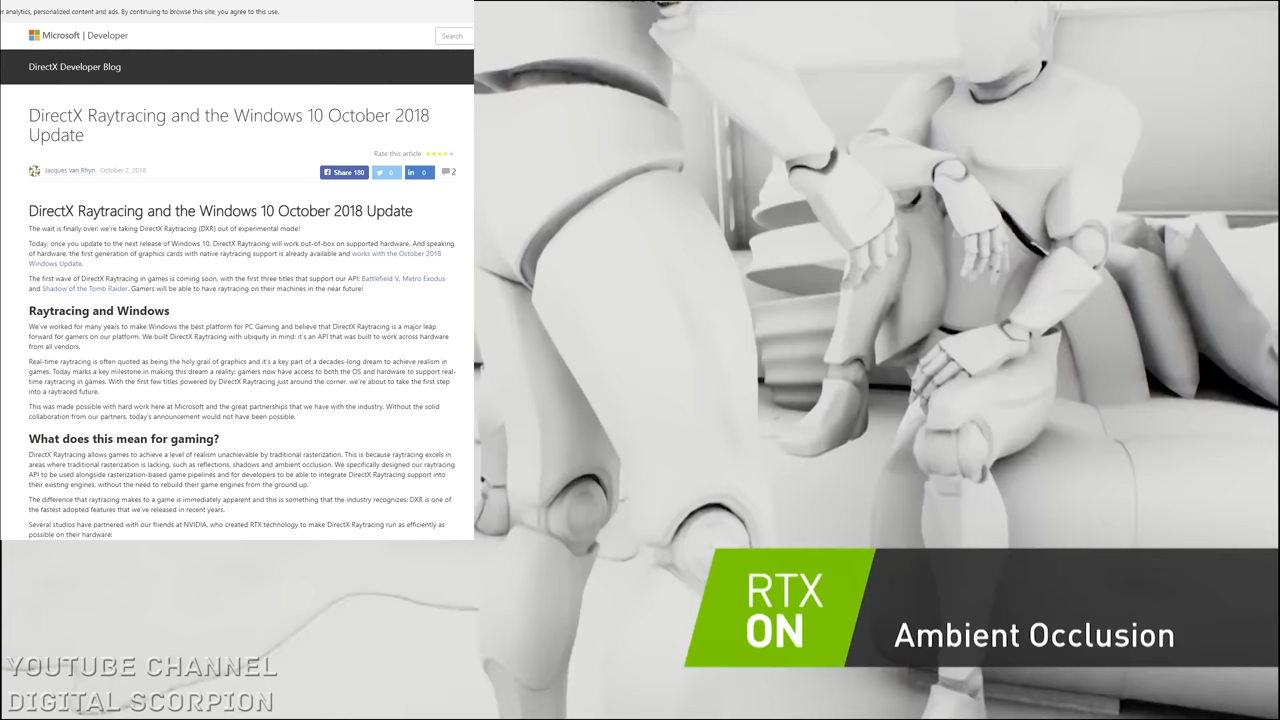 r analytics, personalized content and ads. By continuing to browse this site, you agree to this use.
Microsoft | Developer
Search
DirectX Developer Blog
DirectX Raytracing and the Windows 10 October 2018
Update
Rate this article
Jacques van Rhyn October 2, 2018
Share 180
0
in 0
2
DirectX Raytracing and the Windows 10 October 2018 Update
The wait is finally over: we're taking DirectX Raytracing (DXR) out of experimental mode!
Today, once you update to the next release of Windows 10, DirectX Raytracing will work out-of-box on supported hardware. And speaking
of hardware, the first generation of graphics cards with native raytracing support is already available and works with the October 2018
Windows Update.
The first wave of DirectX Raytracing in games is coming soon, with the first three titles that support our API: Battlefield V, Metro Exodus
and Shadow of the Tomb Raider. Gamers will be able to have raytracing on their machines in the near future!
Raytracing and Windows
We've worked for many years to make Windows the best platform for PC Gaming and believe that DirectX Raytracing is a major leap
forward for gamers on our platform. We built DirectX Raytracing with ubiquity in mind: it's an API that was built to work across hardware
from all vendors.
Real-time raytracing is often quoted as being the holy grail of graphics and it's a key part of a decades-long dream to achieve realism in
games. Today marks a key milestone in making this dream a reality: gamers now have access to both the OS and hardware to support real-
time raytracing in games. With the first few titles powered by DirectX Raytracing just around the corner, we're about to take the first step
into a raytraced future.
This was made possible with hard work here at Microsoft and the great partnerships that we have with the industry. Without the solid
collaboration from our partners, today's announcement would not have been possible.
What does this mean for gaming?
DirectX Raytracing allows games to achieve a level of realism unachievable by traditional rasterization. This is because raytracing excels in
areas where traditional rasterization is lacking, such as reflections, shadows and ambient occlusion. We specifically designed our raytracing
API to be used alongside rasterization-based game pipelines and for developers to be able to integrate DirectX Raytracing support into
their existing engines, without the need to rebuild their game engines from the ground up.
The difference that raytracing makes to a game is immediately apparent and this is something that the industry recognizes: DXR is one of
the fastest adopted features that we've released in recent years.
Several studios have partnered with our friends at NVIDIA, who created RTX technology to make DirectX Raytracing run as efficiently as
possible on their hardware:
RTX
ON
Ambient Occlusion
YOUTUBE CHANNEL
DIGITAL SCORPION